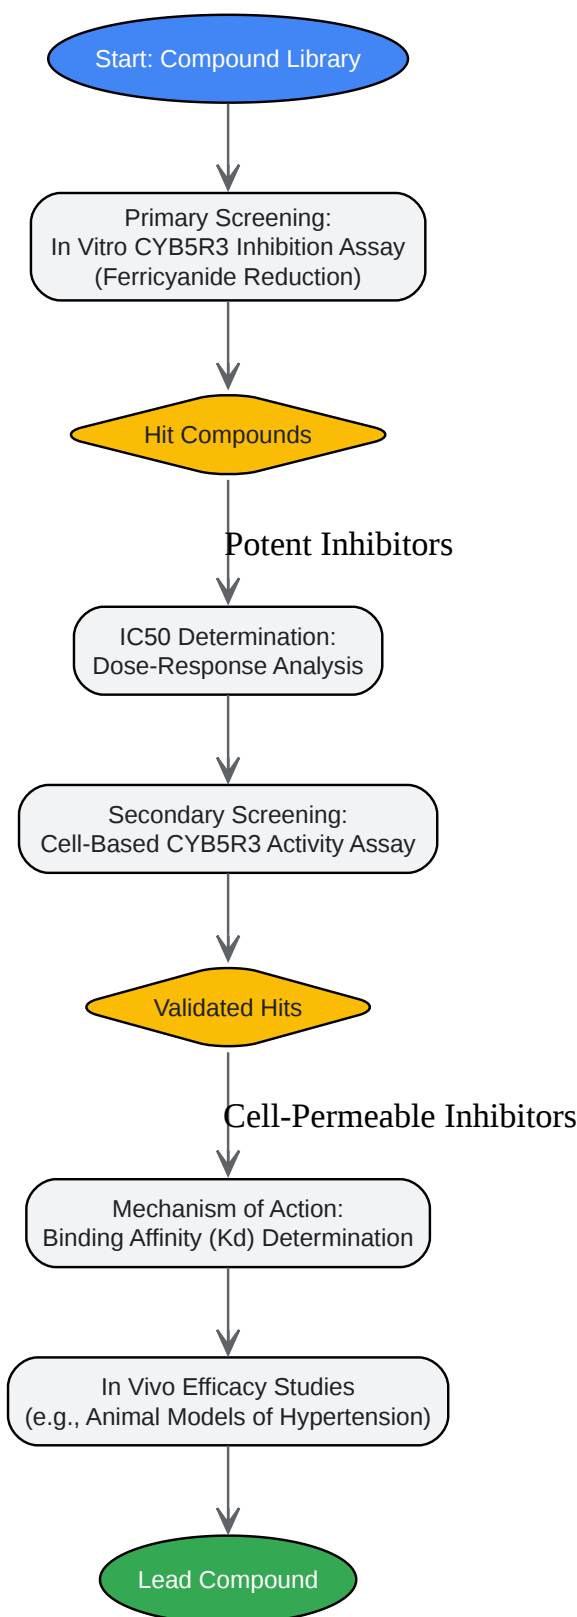 Start: Compound Library
Primary Screening:
In Vitro CYB5R3 Inhibition Assay
(Ferricyanide Reduction)
Hit Compounds
Potent Inhibitors
IC50 Determination:
Dose-Response Analysis
Secondary Screening:
Cell-Based CYB5R3 Activity Assay
Validated Hits
Cell-Permeable Inhibitors
Mechanism of Action:
Binding Affinity (Kd) Determination
In Vivo Efficacy Studies
(e.g., Animal Models of Hypertension)
Lead Compound